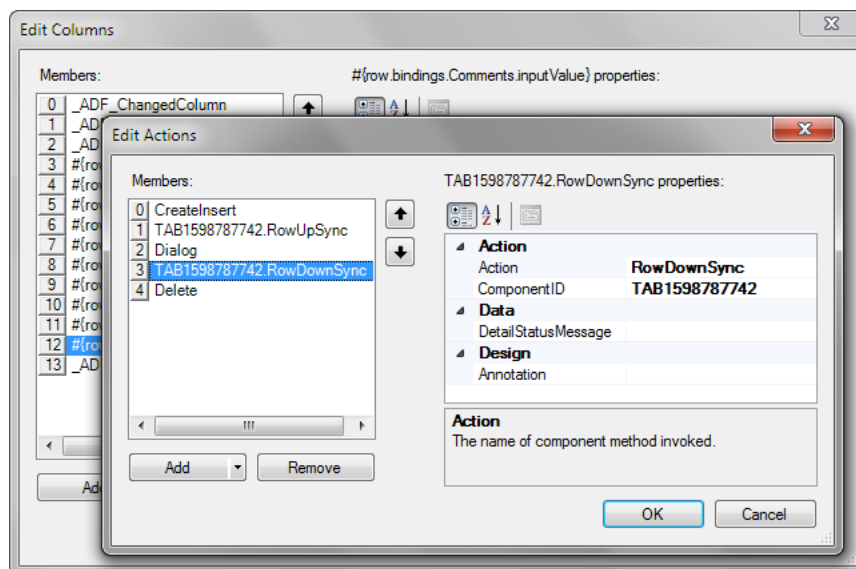 Edit Columns
Members:
#{row.bindings.Comments.inputValue} properties:
0 _ADF_ChangedColumn
1 _AD
2 _AD
3 #{ro
4 #{ro
5 #{ro
6 #{ro
7 #{ro
8 #{ro
9 #{ro
10 #{ro
11 #{ro
12 #{ro
13 _AD
Ad
Edit Actions
Members:
0 CreateInsert
1 TAB1598787742.RowUpSync
2 Dialog
3 TAB1598787742.RowDownSync
4 Delete
Add
Remove
TAB1598787742.RowDownSync properties:
Action
Action RowDownSync
ComponentID TAB1598787742
Data
DetailStatusMessage
Design
Annotation
Action
The name of component method invoked.
OK
Cancel